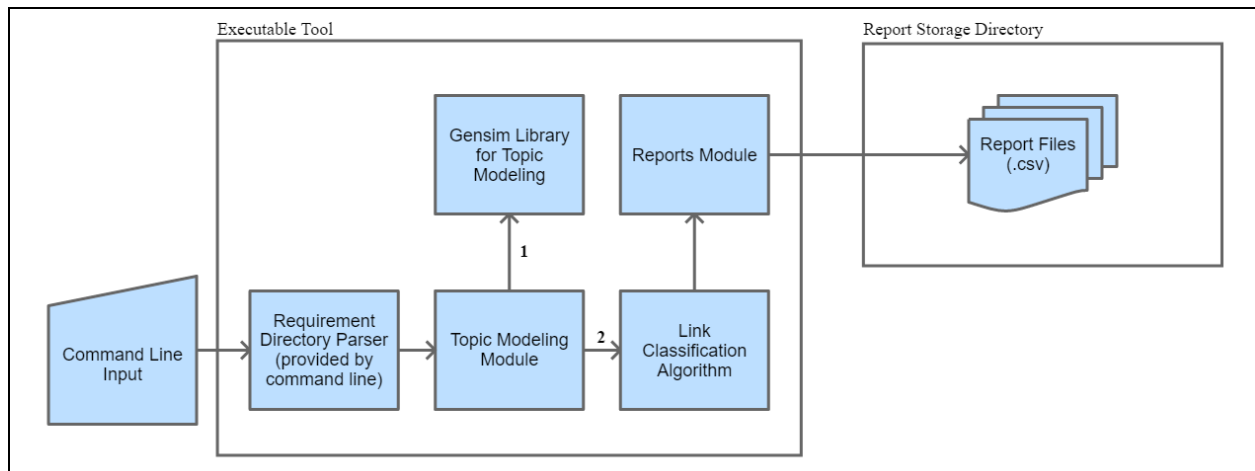 Executable Tool
Report Storage Directory
Gensim Library
for Topic
Modeling
Reports Module
Report Files
(.csv)
1
Command Line
Input
Requirement
Directory Parser
(provided by
command line)
Topic Modeling
Module
2
Link
Classification
Algorithm